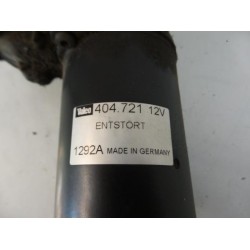 404.721 12V
ENTSTÖRT
1292A MADE IN GERMANY